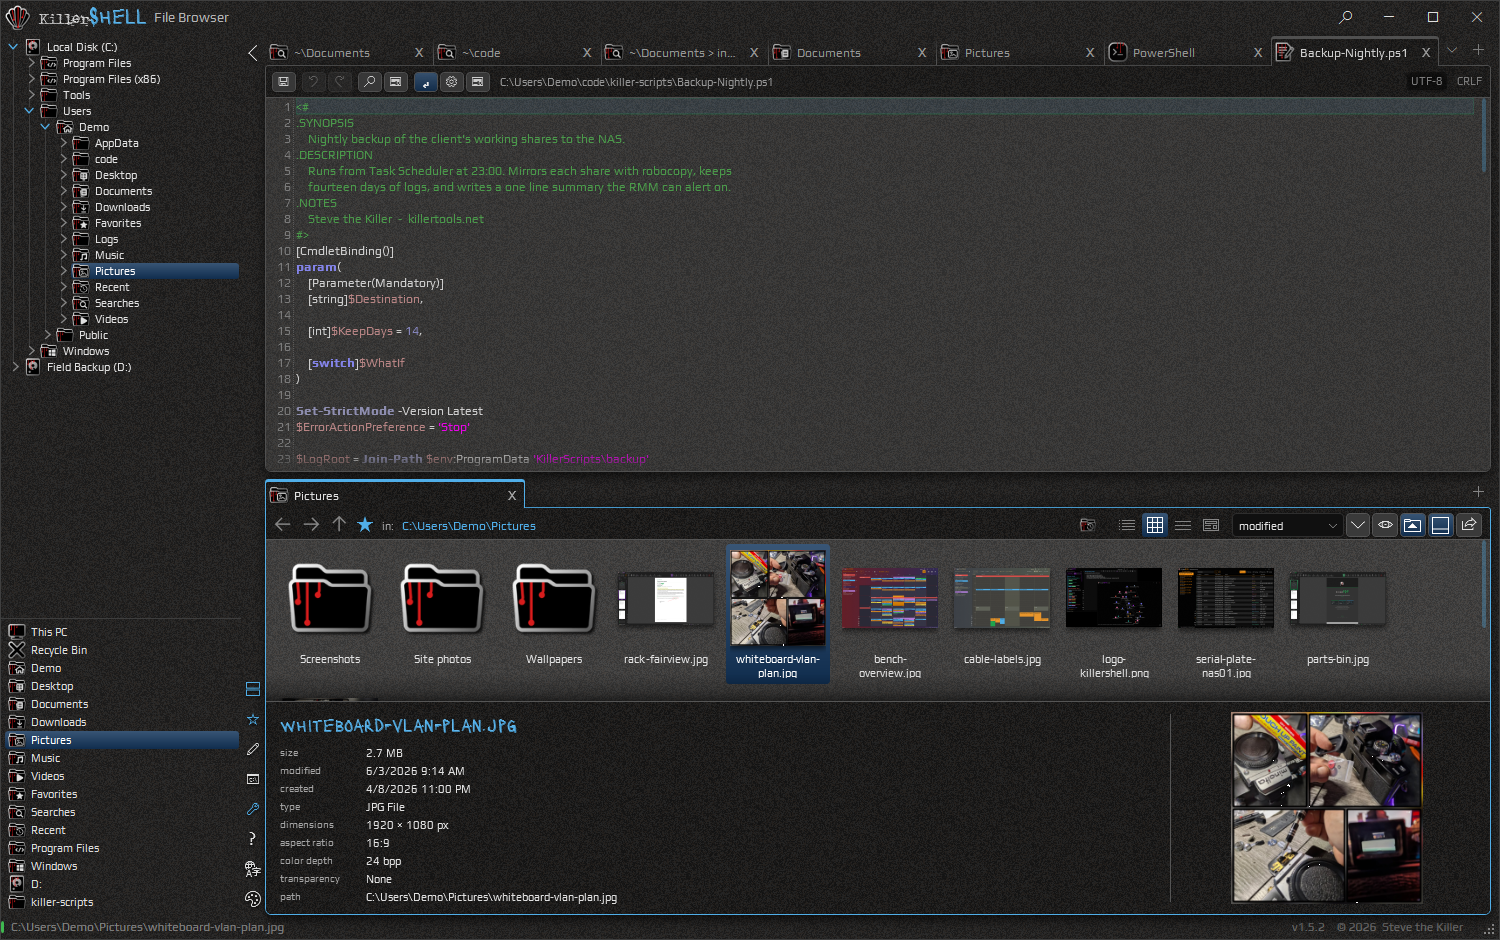 KillerSHELL File Browser
Local Disk (C:)
Program Files
Program Files (x86)
Tools
Users
Demo
AppData
code
Desktop
Documents
Downloads
Favorites
Logs
Music
Pictures
Recent
Searches
Videos
Public
Windows
Field Backup (D:)
This PC
Recycle Bin
Demo
Desktop
Documents
Downloads
Pictures
Music
Videos
Favorites
Searches
Recent
Program Files
Windows
D:
killer-scripts
~\Documents X
~\code X
~\Documents > in... X
Documents X
Pictures X
PowerShell X
Backup-Nightly.ps1 X
C:\Users\Demo\code\killer-scripts\Backup-Nightly.ps1 UTF-8 CRLF
1 <#
2 .SYNOPSIS
3 Nightly backup of the client's working shares to the NAS.
4 .DESCRIPTION
5 Runs from Task Scheduler at 23:00. Mirrors each share with robocopy, keeps
6 fourteen days of logs, and writes a one line summary the RMM can alert on.
7 .NOTES
8 Steve the Killer - killertools.net
9 #>
10 [CmdletBinding()]
11 param(
12 [Parameter(Mandatory)]
13 [string]$Destination,
14
15 [int]$KeepDays = 14,
16
17 [switch]$WhatIf
18 )
19
20 Set-StrictMode -Version Latest
21 $ErrorActionPreference = 'Stop'
22
23 $LogRoot = Join-Path $env:ProgramData 'KillerScripts\backup'
Pictures X
in: C:\Users\Demo\Pictures modified
Screenshots
Site photos
Wallpapers
rack-fairview.jpg
whiteboard-vlan-
plan.jpg
bench-
overview.jpg
cable-labels.jpg
logo-
killershell.png
serial-plate-
nas01.jpg
parts-bin.jpg
WHITEBOARD-VLAN-PLAN.JPG
size 2.7 MB
modified 6/3/2026 9:14 AM
created 4/8/2026 11:00 PM
type JPG File
dimensions 1920 × 1080 px
aspect ratio 16:9
color depth 24 bpp
transparency None
path C:\Users\Demo\Pictures\whiteboard-vlan-plan.jpg
minolta
C:\Users\Demo\Pictures\whiteboard-vlan-plan.jpg
v1.5.2 © 2026 Steve the Killer